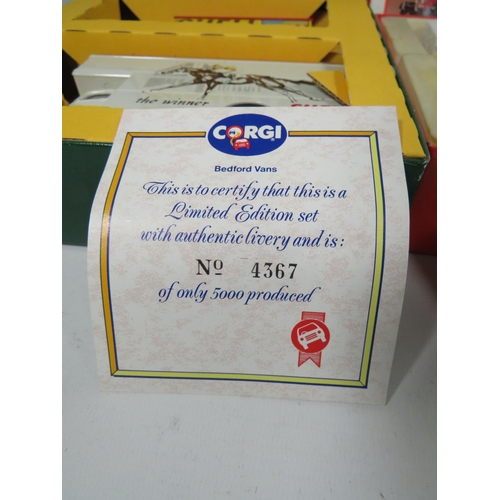 the winner
CORGI
Bedford Vans
This is to certify that this is a
Limited Edition set
with authentic livery and is:
Nº 4367
of only 5000 produced